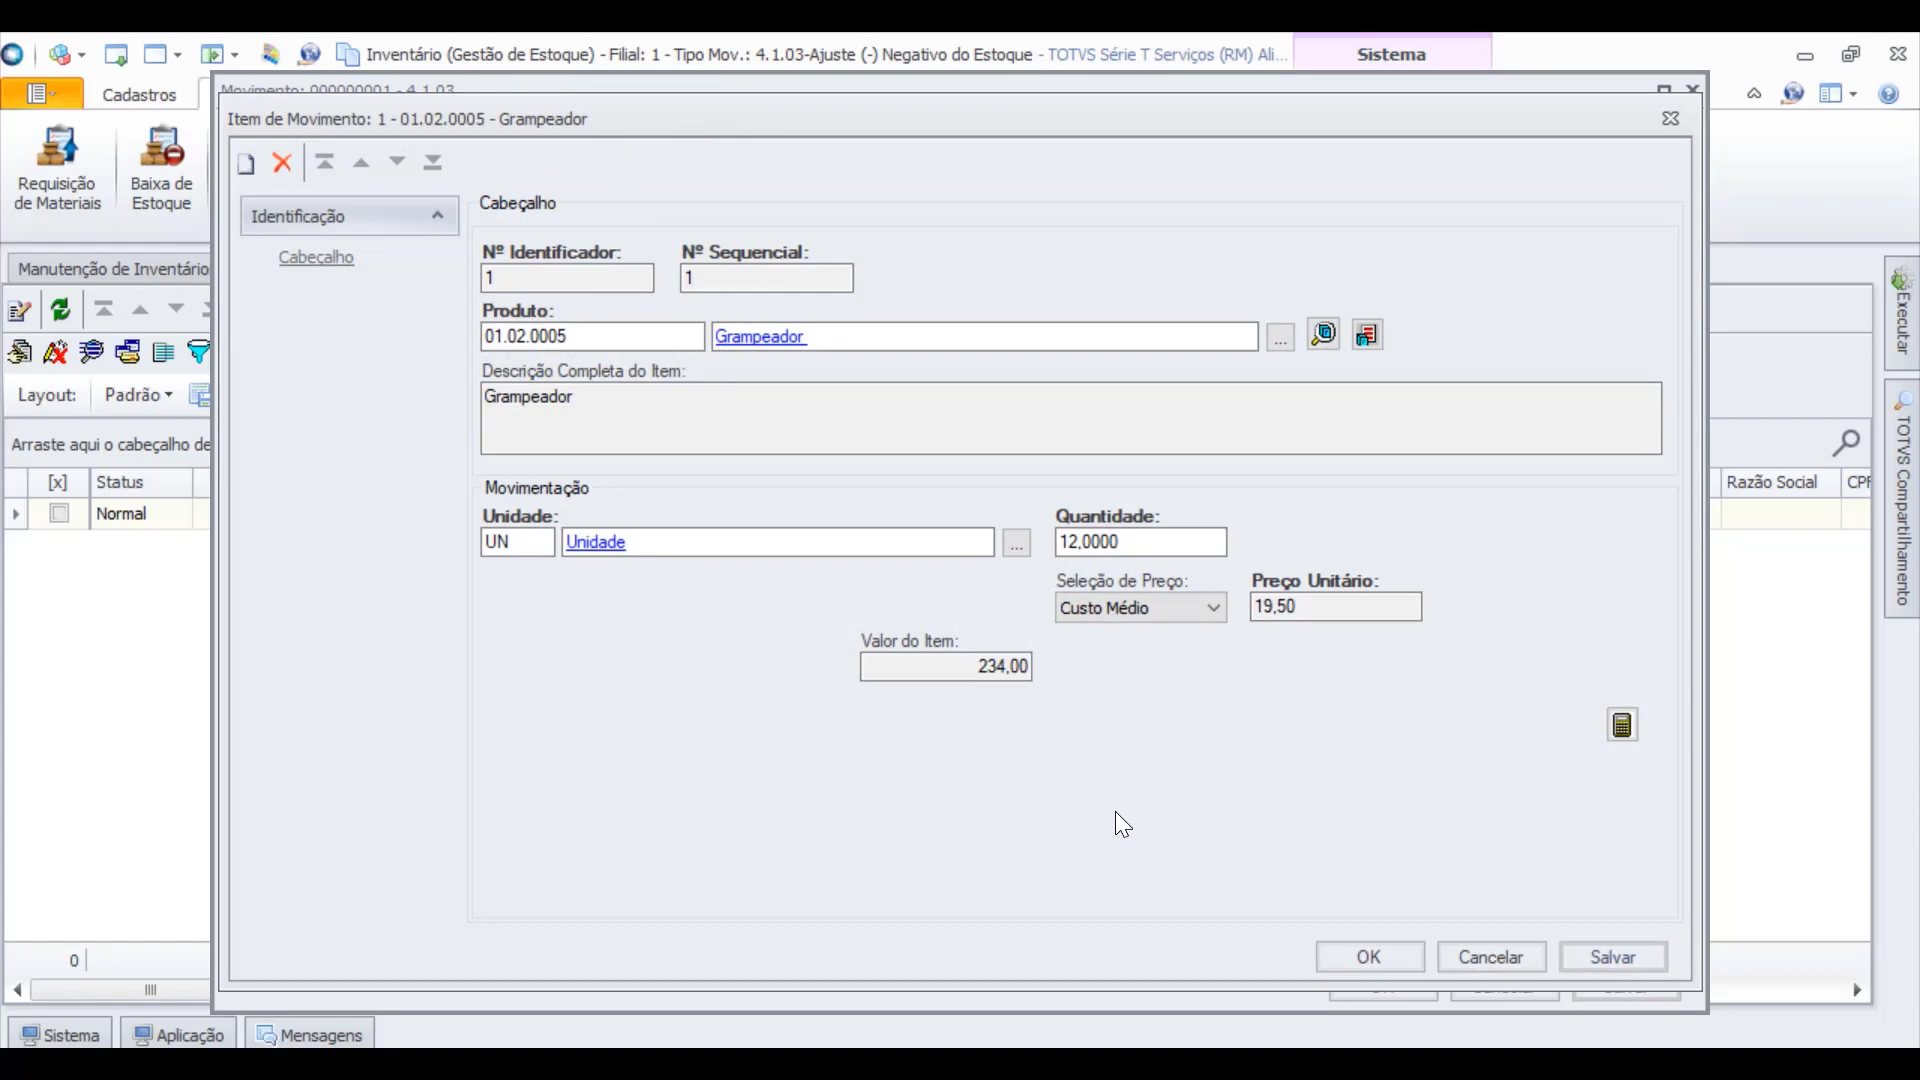 Inventário (Gestão de Estoque) - Filial: 1 - Tipo Mov.: 4.1.03-Ajuste (-) Negativo do Estoque - TOTVS Série T Serviços (RM) Ali...
Sistema
Cadastros
Movimento: 000000001 - 4.1.03
Item de Movimento: 1 - 01.02.0005 - Grampeador
Requisição
de Materiais
Baixa de
Estoque
Identificação
Cabeçalho
Cabeçalho
Nº Identificador:
Nº Sequencial:
1
1
Produto:
01.02.0005
Grampeador
...
Descrição Completa do Item:
Grampeador
Movimentação
Unidade:
Quantidade:
UN
Unidade
...
12,0000
Seleção de Preço:
Preço Unitário:
Custo Médio
19,50
Valor do Item:
234,00
OK
Cancelar
Salvar
Manutenção de Inventário
Layout:
Padrão
Arraste aqui o cabeçalho de
[x]
Status
Razão Social
CPF
Normal
0
Executar
TOTVS Compartilhamento
Sistema
Aplicação
Mensagens